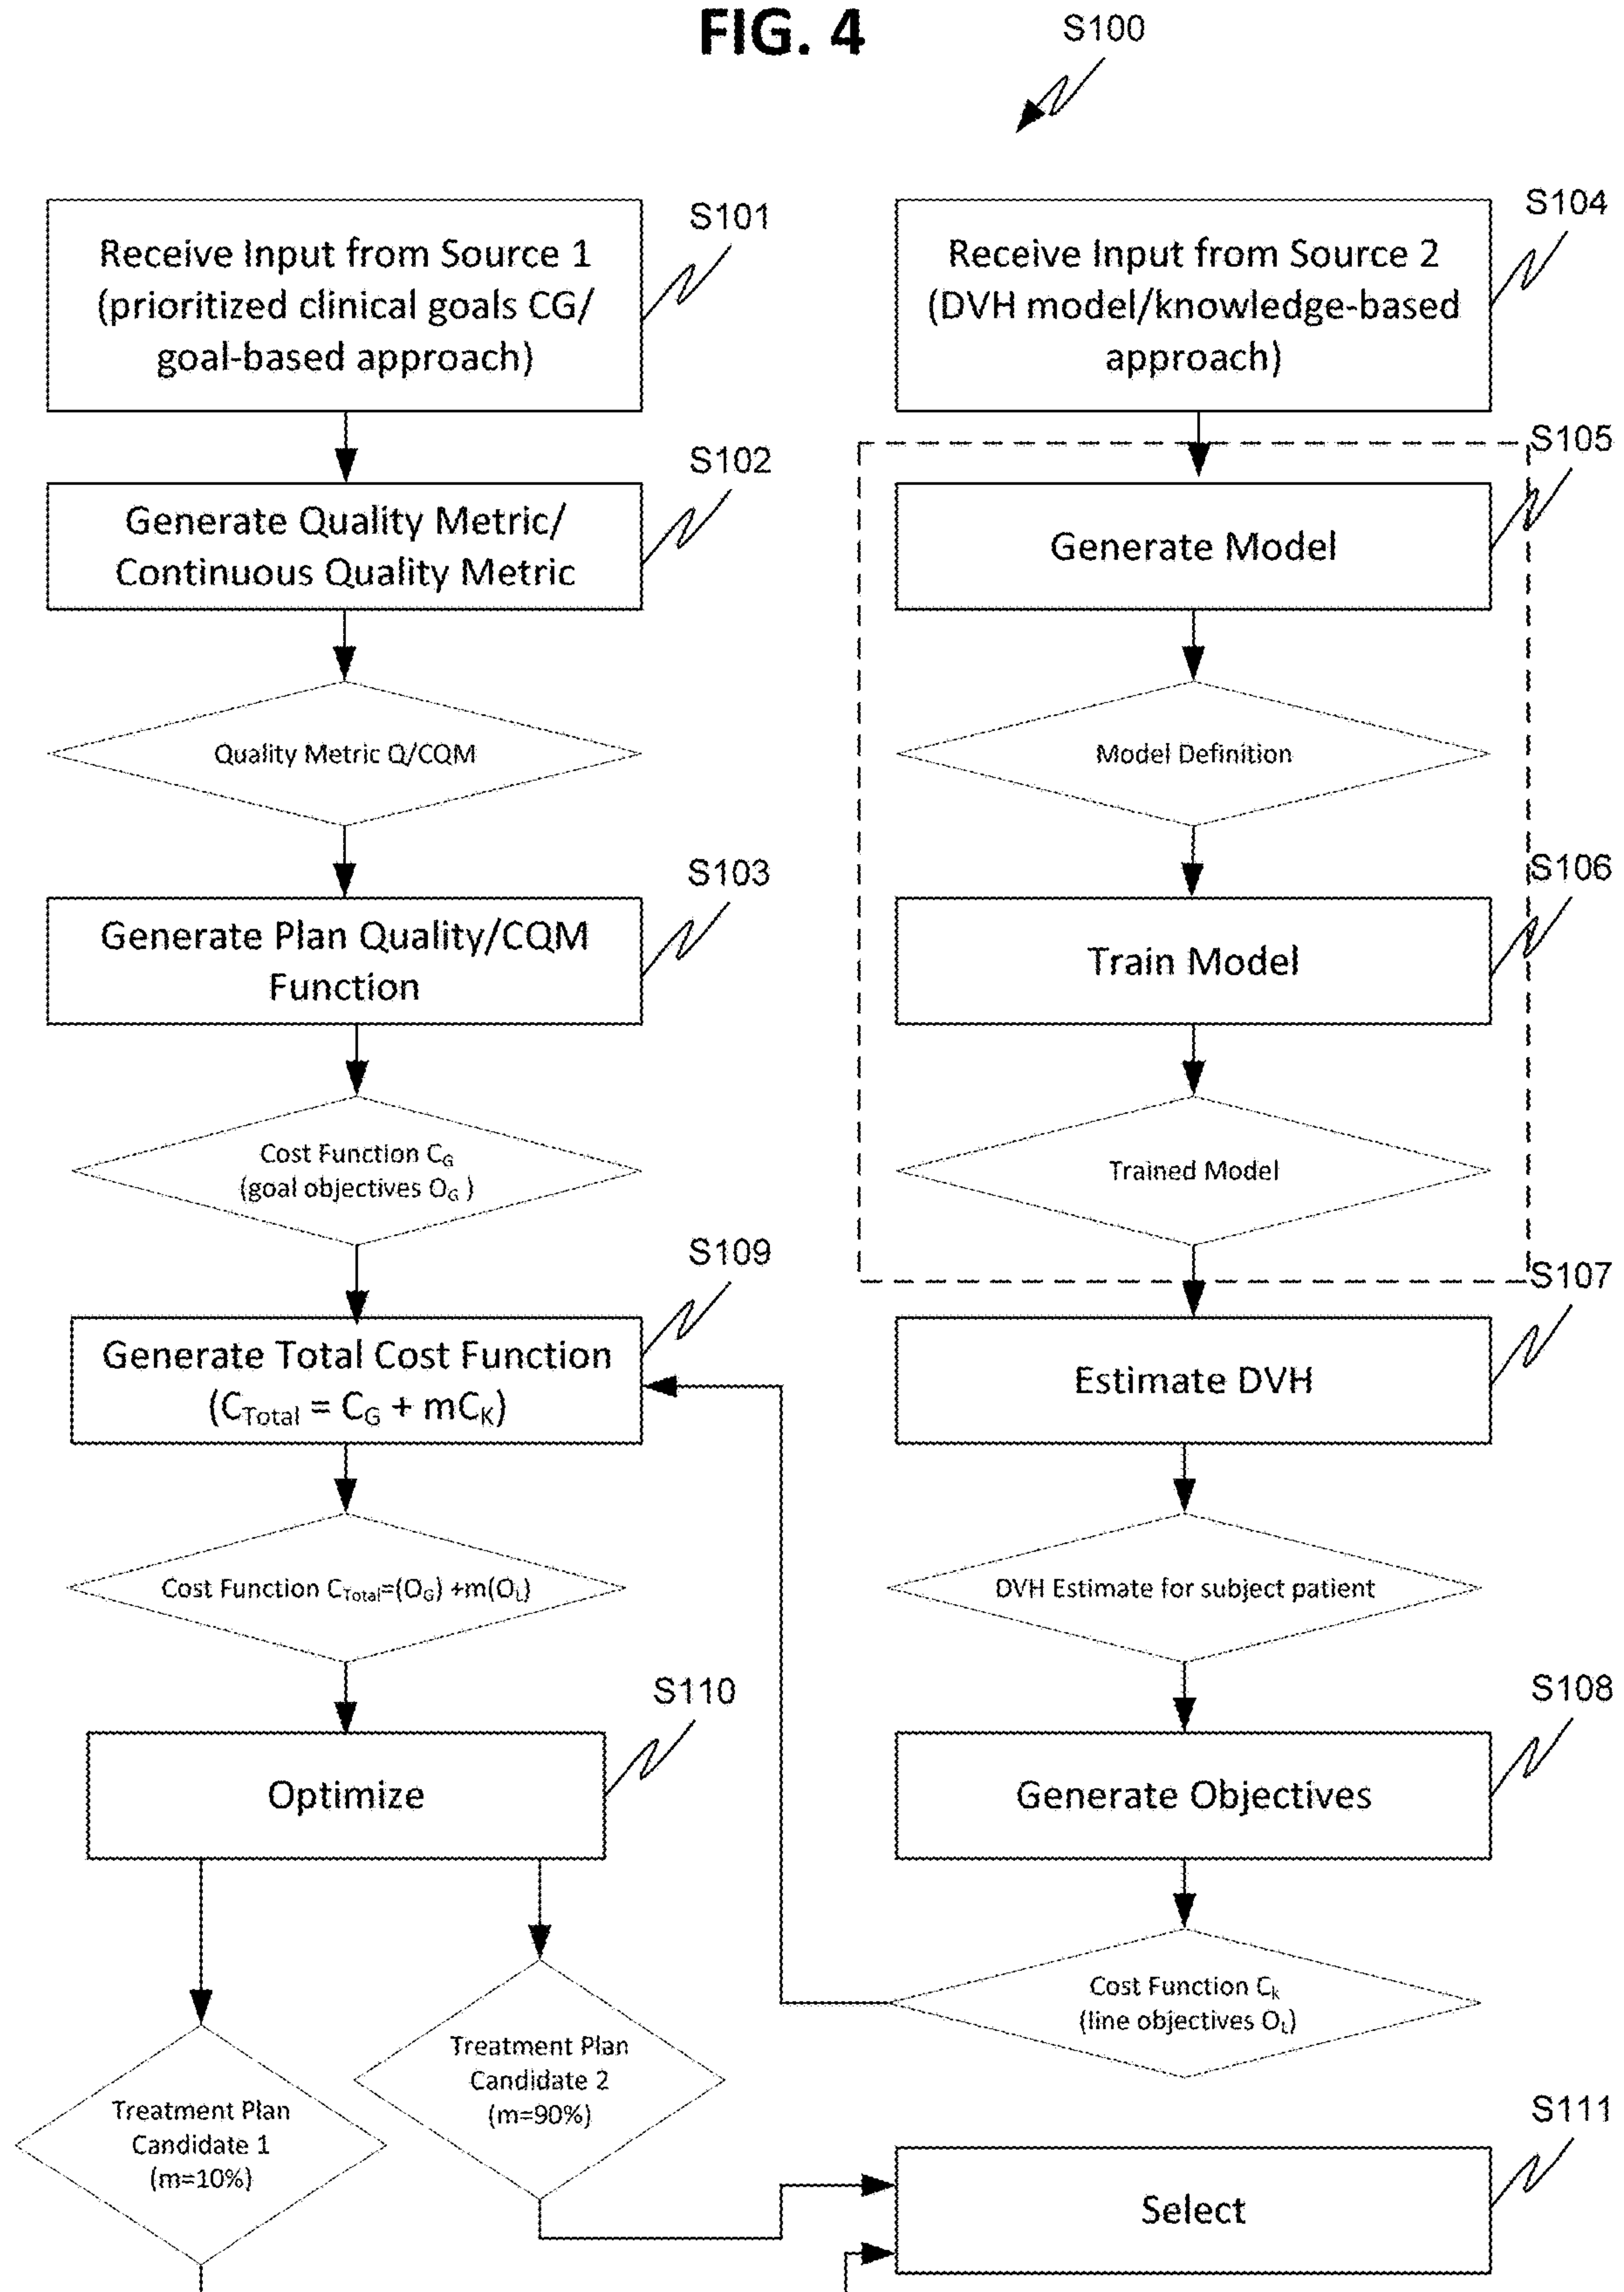 FIG. 4
S100
S101
Receive Input from Source 1
(prioritized clinical goals CG/
goal-based approach)
S102
Generate Quality Metric/
Continuous Quality Metric
Quality Metric Q/CQM
S103
Generate Plan Quality/CQM
Function
Cost Function C_G
(goal objectives O_G )
S109
Generate Total Cost Function
(C_Total = C_G + mC_K)
Cost Function C_Total=(O_G) +m(O_L)
S110
Optimize
Treatment Plan
Candidate 1
(m=10%)
Treatment Plan
Candidate 2
(m=90%)
S104
Receive Input from Source 2
(DVH model/knowledge-based
approach)
S105
Generate Model
Model Definition
S106
Train Model
Trained Model
S107
Estimate DVH
DVH Estimate for subject patient
S108
Generate Objectives
Cost Function C_k
(line objectives O_L)
S111
Select